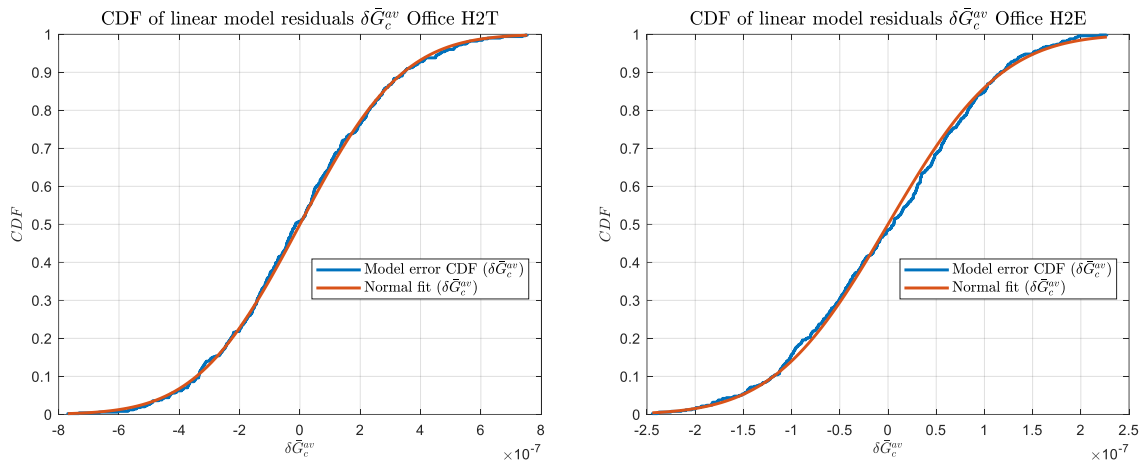 CDF of linear model residuals δḠ_c^{av} Office H2T
1
0.9
0.8
0.7
0.6
0.5
0.4
0.3
0.2
0.1
0
CDF
Model error CDF (δḠ_c^{av})
Normal fit (δḠ_c^{av})
-8 -6 -4 -2 0 2 4 6 8
δḠ_c^{av}
×10^{-7}
CDF of linear model residuals δḠ_c^{av} Office H2E
1
0.9
0.8
0.7
0.6
0.5
0.4
0.3
0.2
0.1
0
CDF
Model error CDF (δḠ_c^{av})
Normal fit (δḠ_c^{av})
-2.5 -2 -1.5 -1 -0.5 0 0.5 1 1.5 2 2.5
δḠ_c^{av}
×10^{-7}